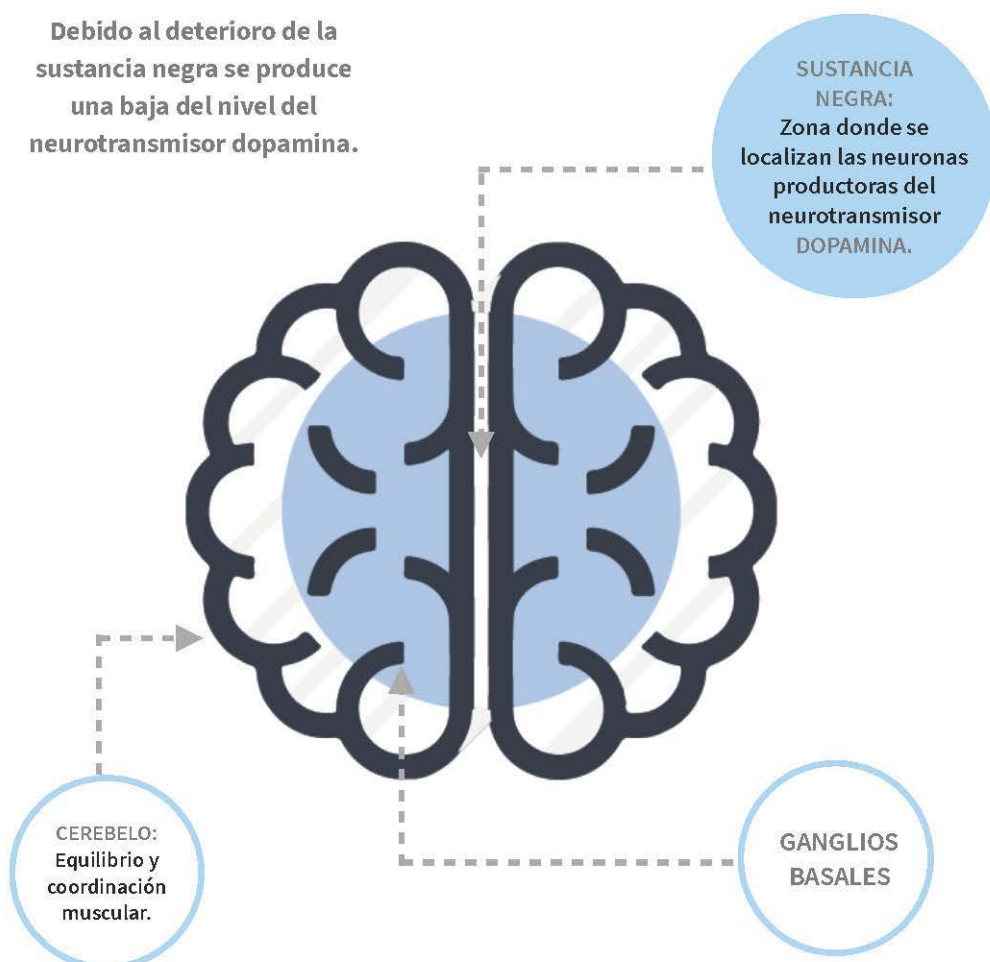 Debido al deterioro de la
sustancia negra se produce
una baja del nivel del
neurotransmisor dopamina.
SUSTANCIA
NEGRA:
Zona donde se
localizan las neuronas
productoras del
neurotransmisor
DOPAMINA.
CEREBELO:
Equilibrio y
coordinación
muscular.
GANGLIOS
BASALES